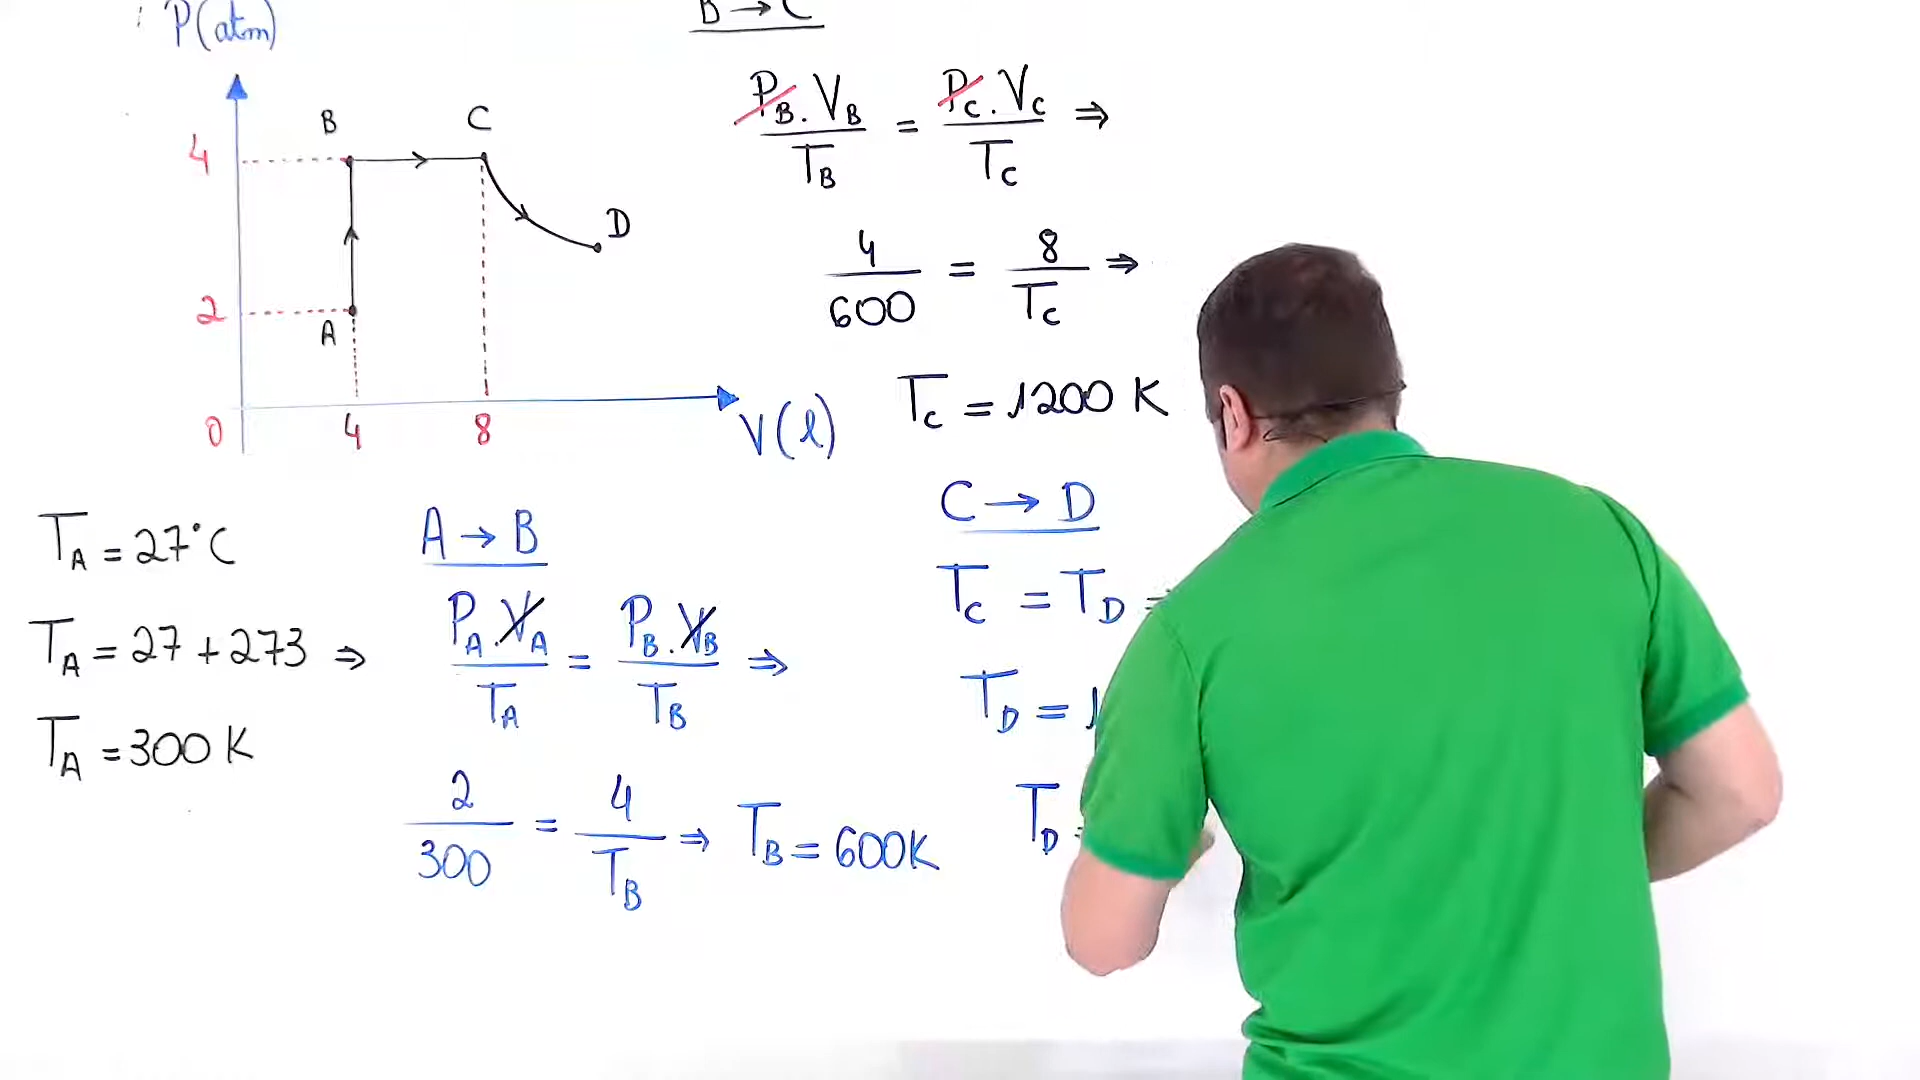 P(atm)
B
C
4
D
2
A
0
4
8
V(l)
B → C
P_B . V_B / T_B = P_C . V_C / T_C ⇒
4 / 600 = 8 / T_C ⇒
T_C = 1200 K
T_A = 27°C
T_A = 27 + 273 ⇒
T_A = 300 K
A → B
P_A . V_A / T_A = P_B . V_B / T_B ⇒
2 / 300 = 4 / T_B ⇒ T_B = 600K
C → D
T_C = T_D
T_D = 1
T_D =